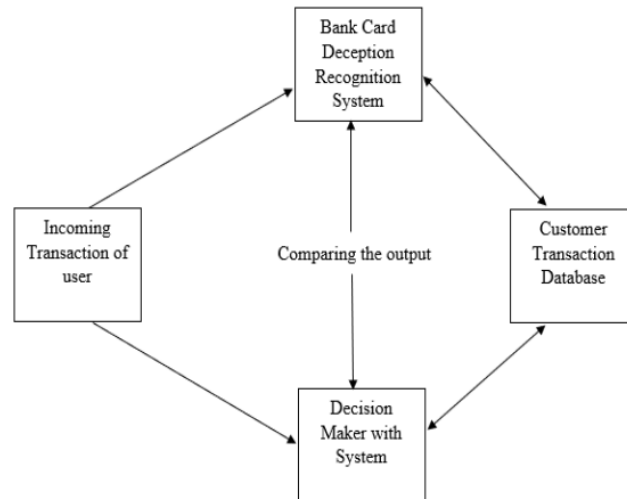 Bank Card
Deception
Recognition
System
Incoming
Transaction of
user
Comparing the output
Customer
Transaction
Database
Decision
Maker with
System